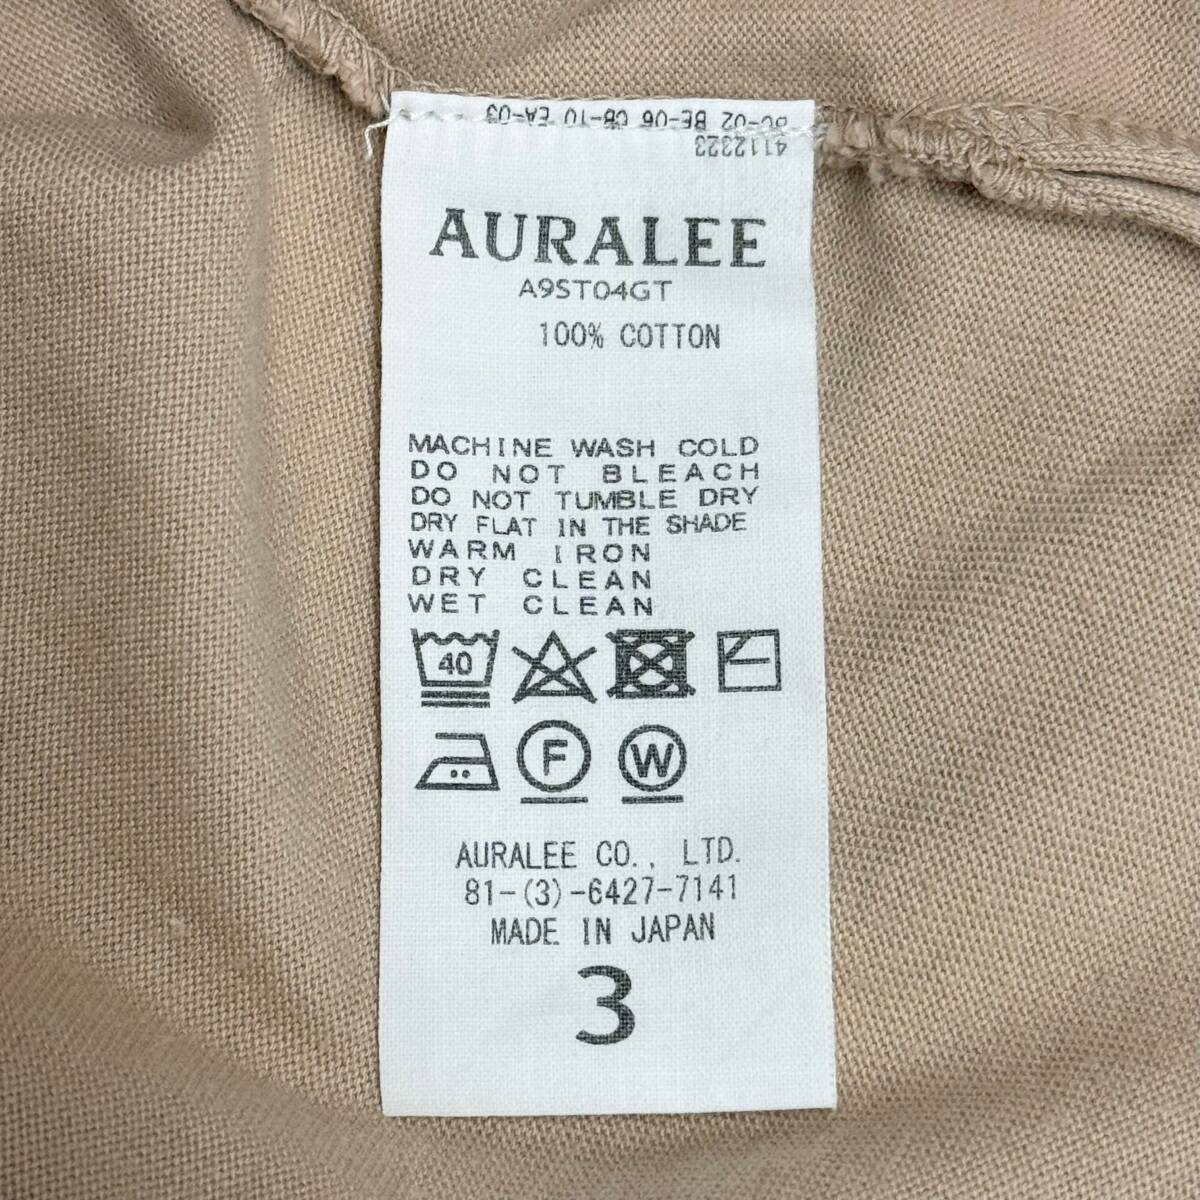 4112323
AURALEE
A9ST04GT
100% COTTON
MACHINE WASH COLD
DO NOT BLEACH
DO NOT TUMBLE DRY
DRY FLAT IN THE SHADE
WARM IRON
DRY CLEAN
WET CLEAN
40
F W
AURALEE CO., LTD.
81-(3)-6427-7141
MADE IN JAPAN
3